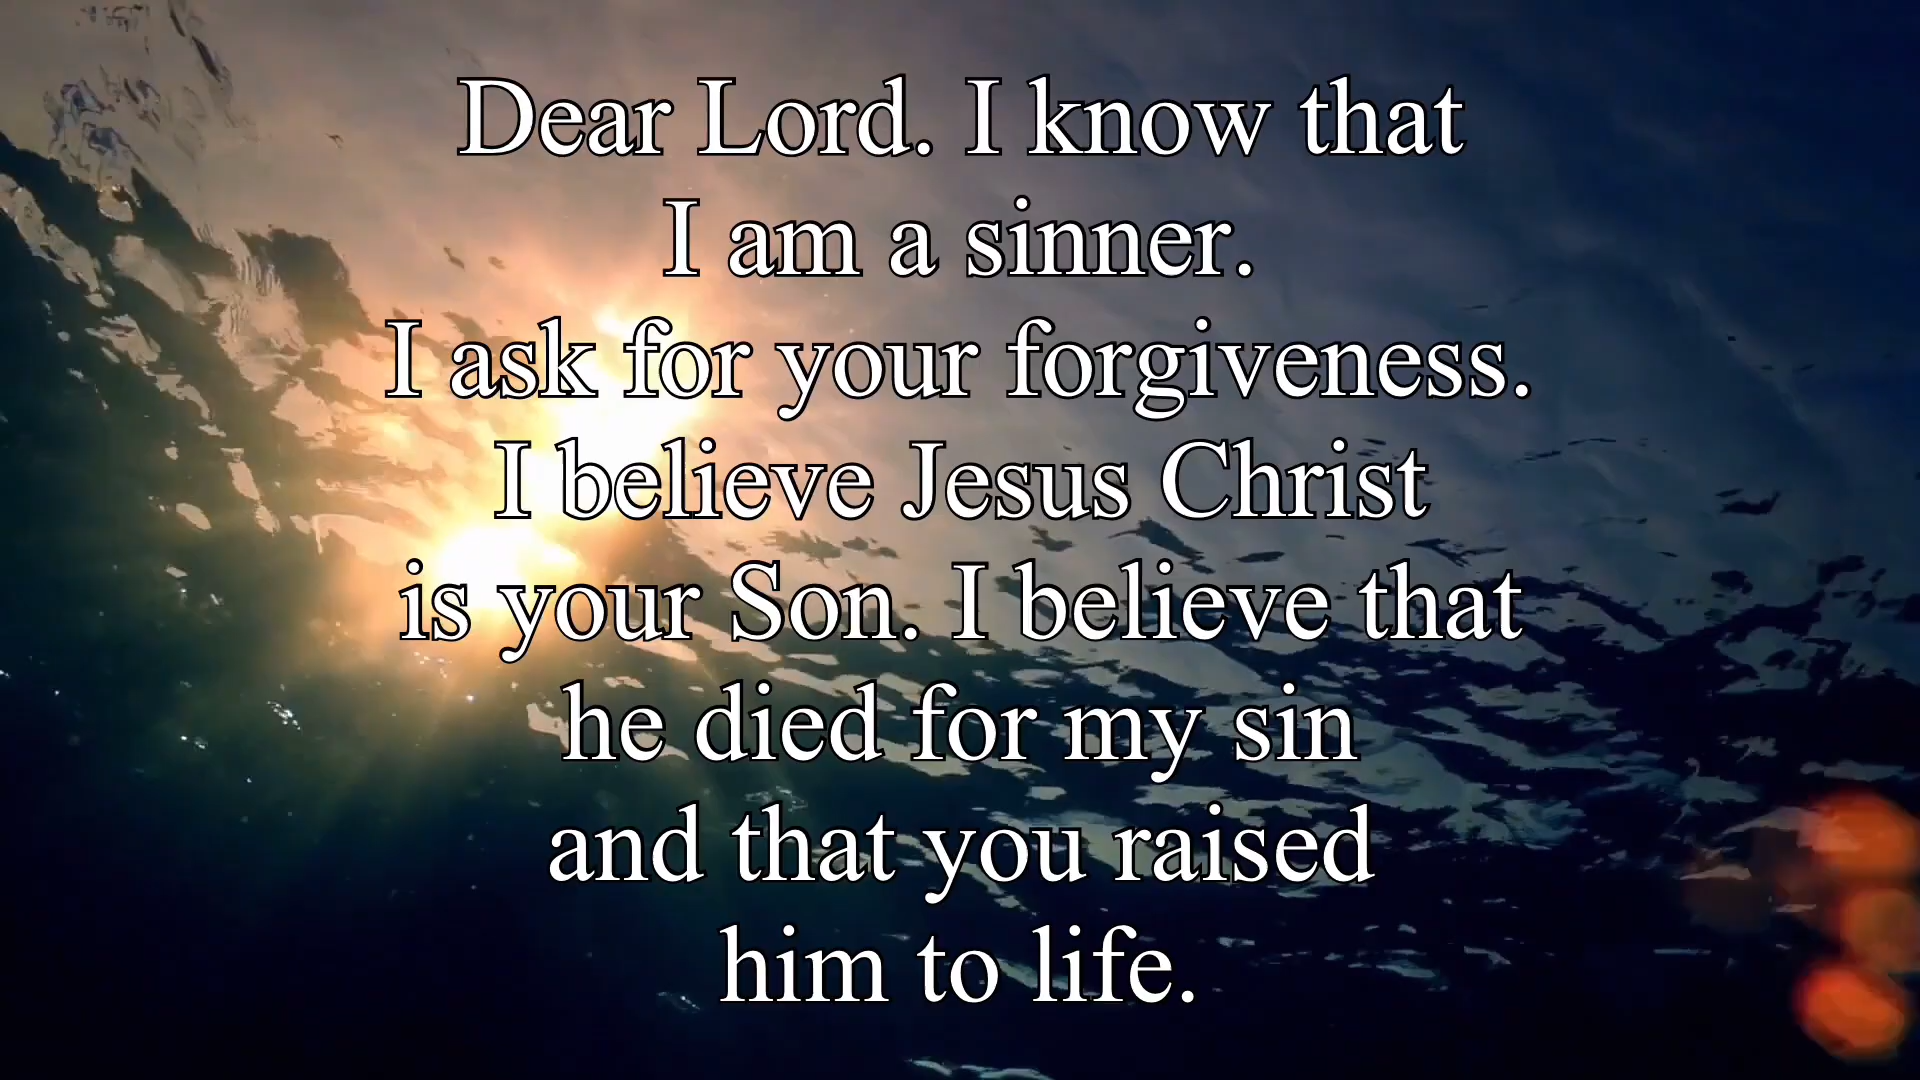 Dear Lord. I know that
I am a sinner.
I ask for your forgiveness.
I believe Jesus Christ
is your Son. I believe that
he died for my sin
and that you raised
him to life.